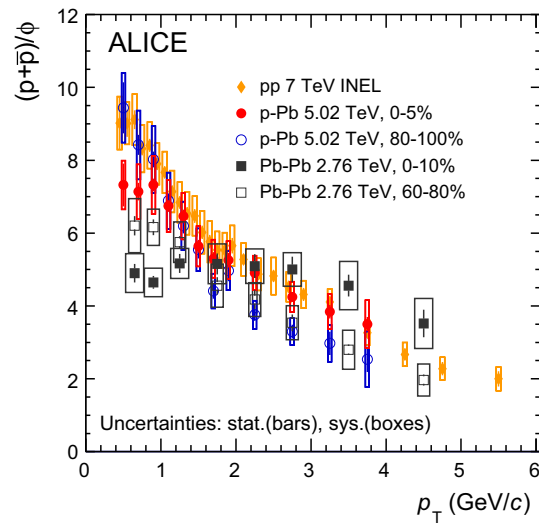 (p+p̅)/ϕ
12
10
8
6
4
2
0
ALICE
pp 7 TeV INEL
p-Pb 5.02 TeV, 0-5%
p-Pb 5.02 TeV, 80-100%
Pb-Pb 2.76 TeV, 0-10%
Pb-Pb 2.76 TeV, 60-80%
Uncertainties: stat.(bars), sys.(boxes)
0 1 2 3 4 5 6
p_T (GeV/c)